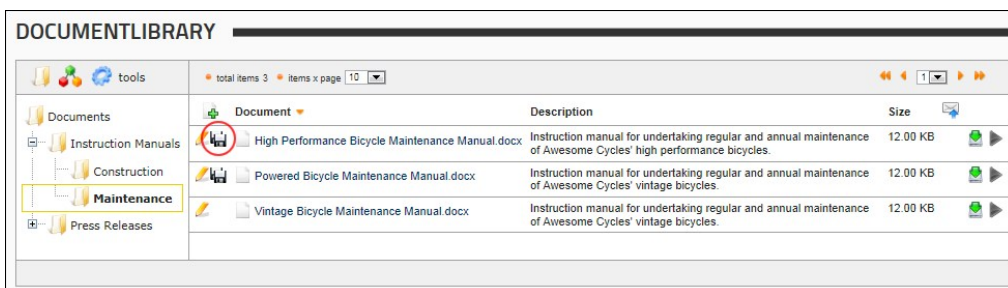 DOCUMENTLIBRARY
tools
total items 3 items x page 10
1
Documents
Instruction Manuals
Construction
Maintenance
Press Releases
Document Description Size
High Performance Bicycle Maintenance Manual.docx Instruction manual for undertaking regular and annual maintenance 12.00 KB
of Awesome Cycles' high performance bicycles.
Powered Bicycle Maintenance Manual.docx Instruction manual for undertaking regular and annual maintenance 12.00 KB
of Awesome Cycles' vintage bicycles.
Vintage Bicycle Maintenance Manual.docx Instruction manual for undertaking regular and annual maintenance 12.00 KB
of Awesome Cycles' vintage bicycles.